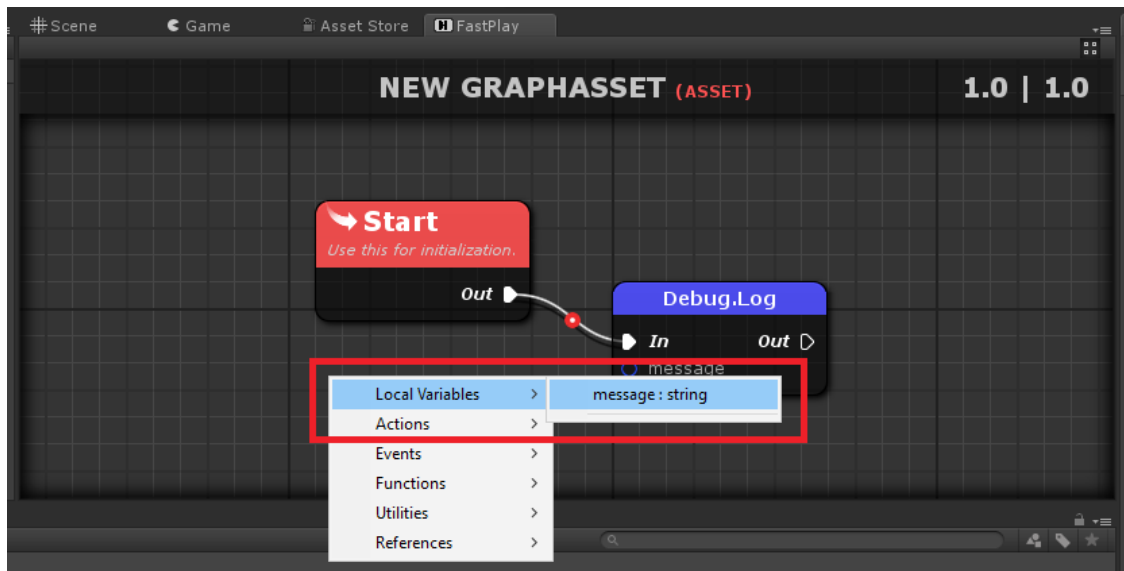 Scene Game Asset Store FastPlay
NEW GRAPHASSET (ASSET) 1.0 | 1.0
Start
Use this for initialization.
Out
Debug.Log
In Out
message
Local Variables
message : string
Actions
Events
Functions
Utilities
References